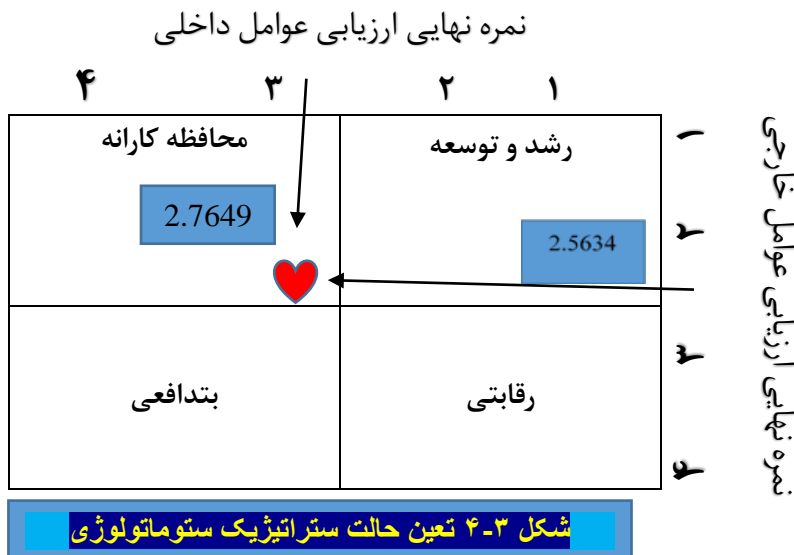 نمره نهایی ارزیابی عوامل داخلی
۱ ۲ ۳ ۴
رشد و توسعه
محافظه کارانه
2.7649
2.5634
رقابتی
بتدافعی
۱
۲
۳
۴
نمره نهایی ارزیابی عوامل خارجی
شکل ۳-۴ تعین حالت ستراتیژیک ستوماتولوژی